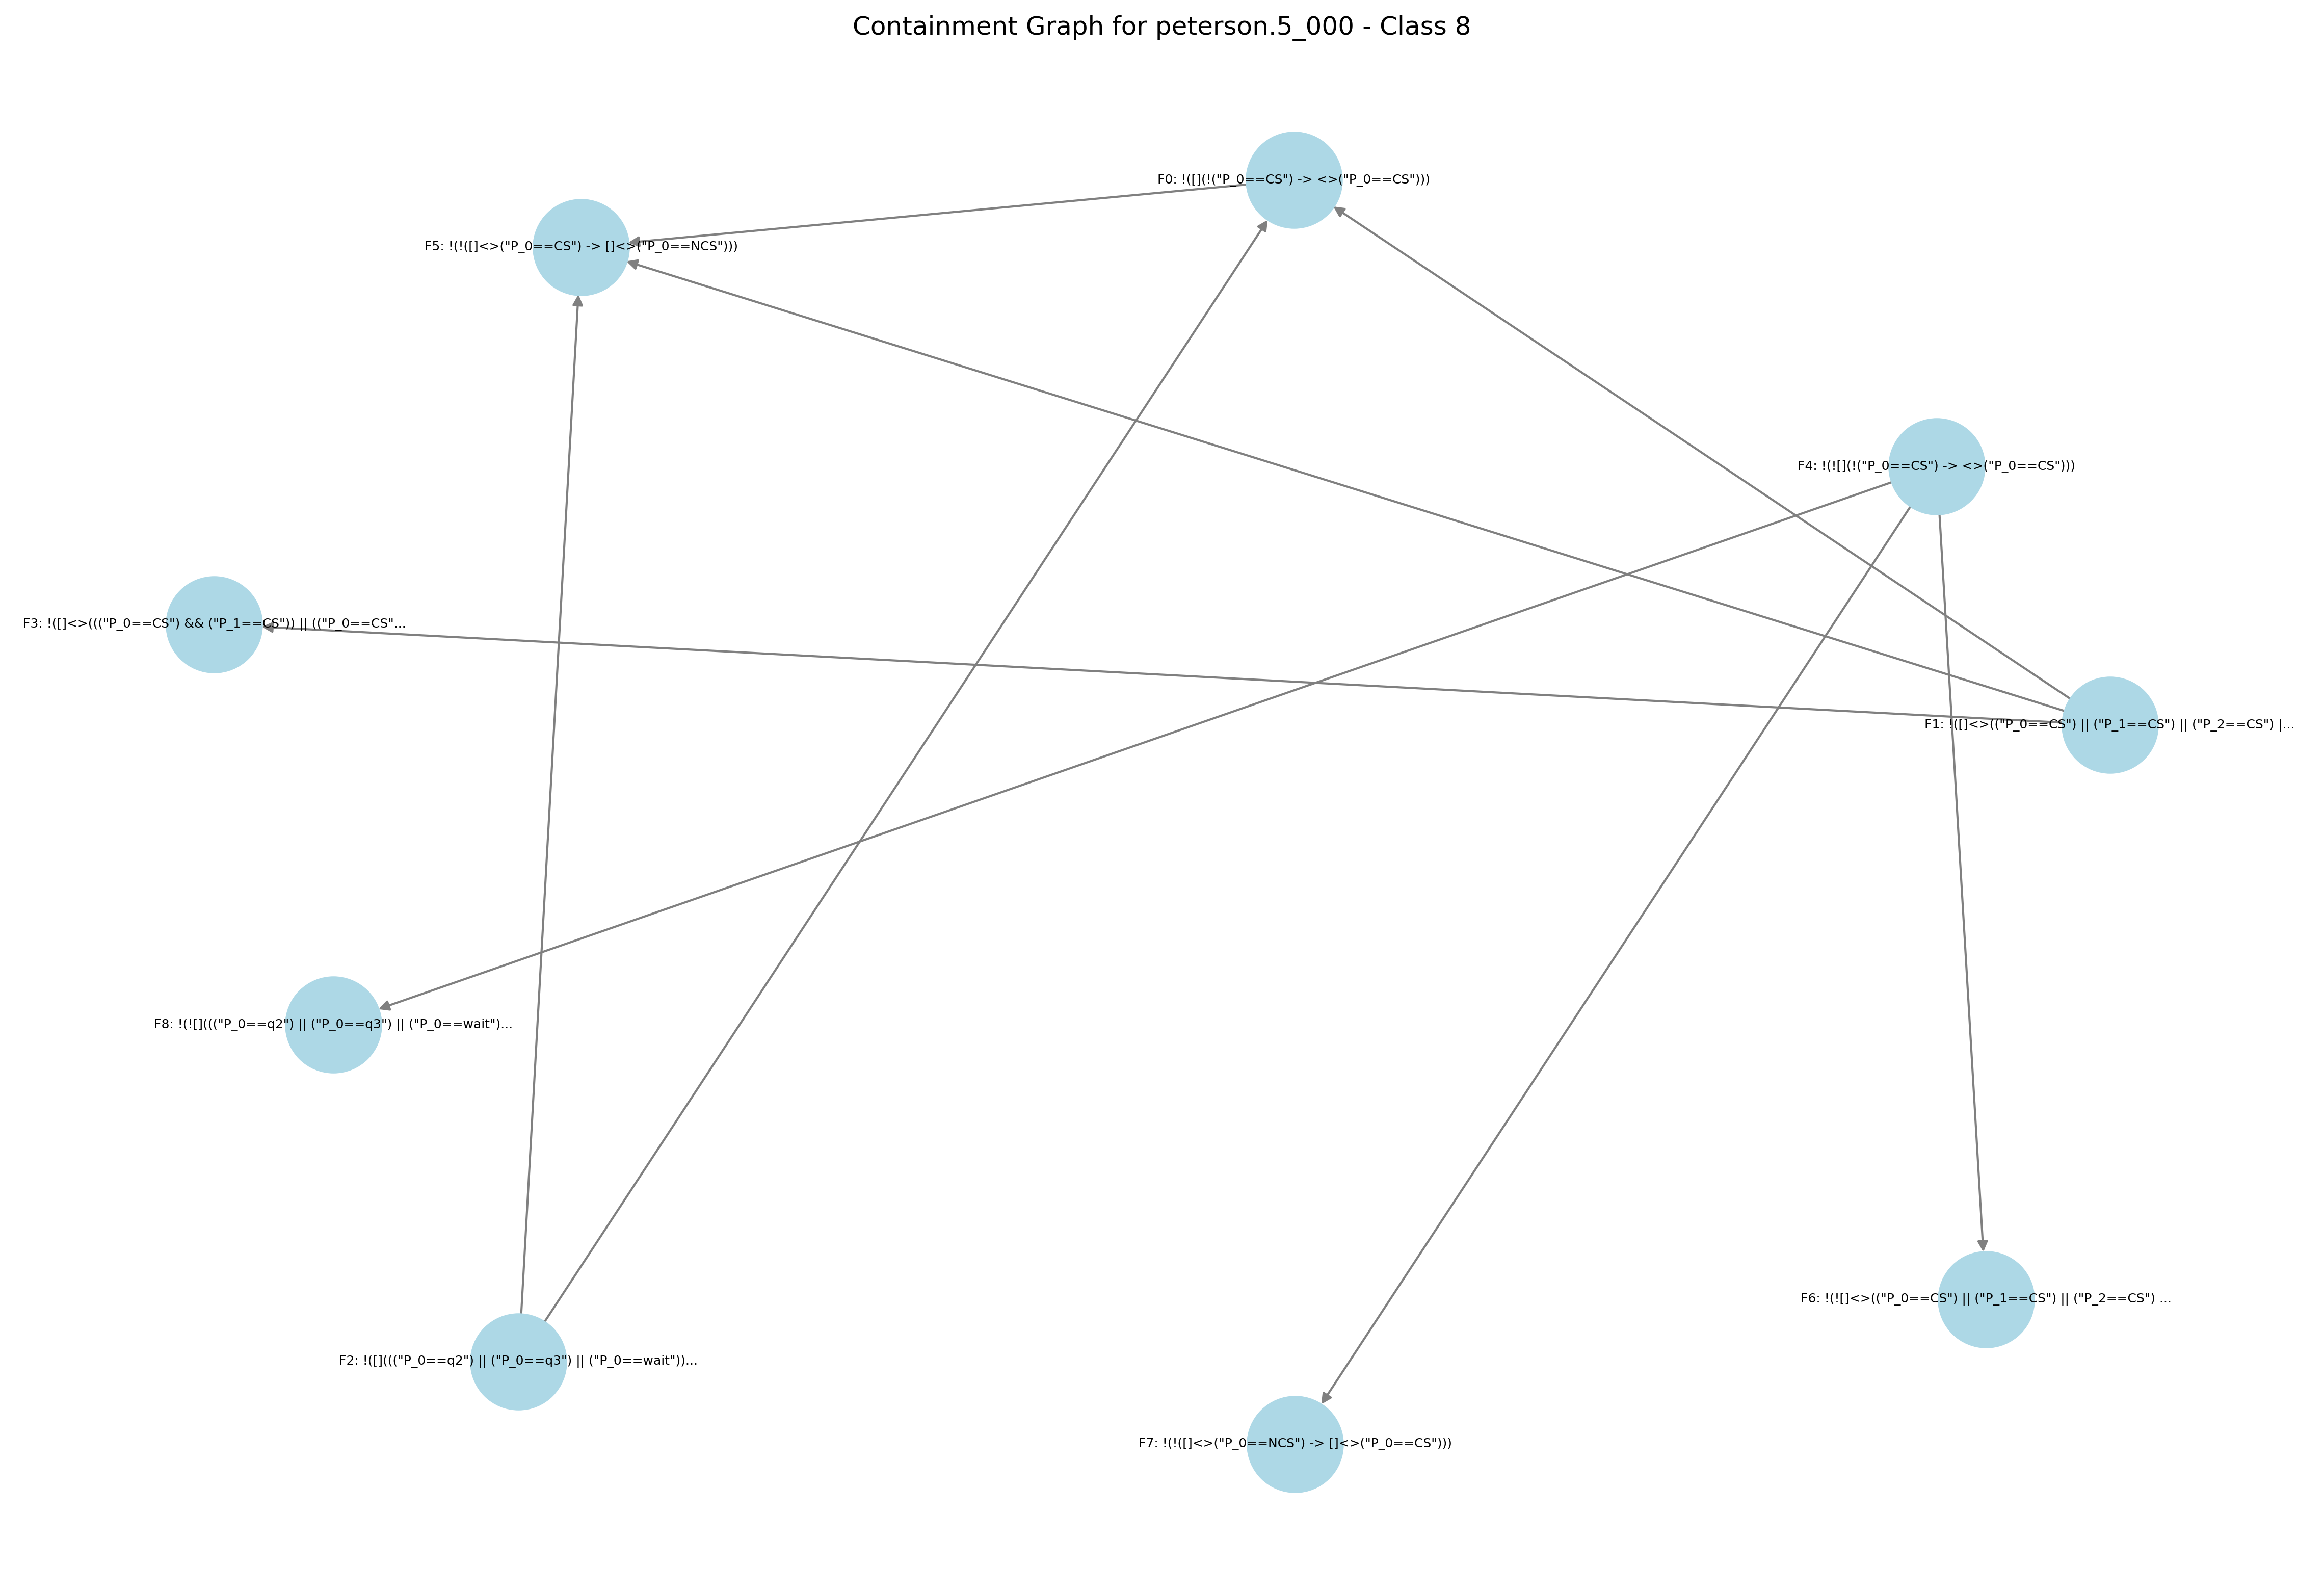 Containment Graph for peterson.5_000 - Class 8
F0: !([](!("P_0==CS") -> <>("P_0==CS")))
F5: !(!([]<>("P_0==CS") -> []<>("P_0==NCS")))
F4: !(![](!("P_0==CS") -> <>("P_0==CS")))
F3: !([]<>((("P_0==CS") && ("P_1==CS")) || (("P_0==CS"...
F1: !([]<>(("P_0==CS") || ("P_1==CS") || ("P_2==CS") |...
F8: !(![]((("P_0==q2") || ("P_0==q3") || ("P_0==wait")...
F6: !(![]<>(("P_0==CS") || ("P_1==CS") || ("P_2==CS") ...
F2: !([]((("P_0==q2") || ("P_0==q3") || ("P_0==wait"))...
F7: !(!([]<>("P_0==NCS") -> []<>("P_0==CS")))